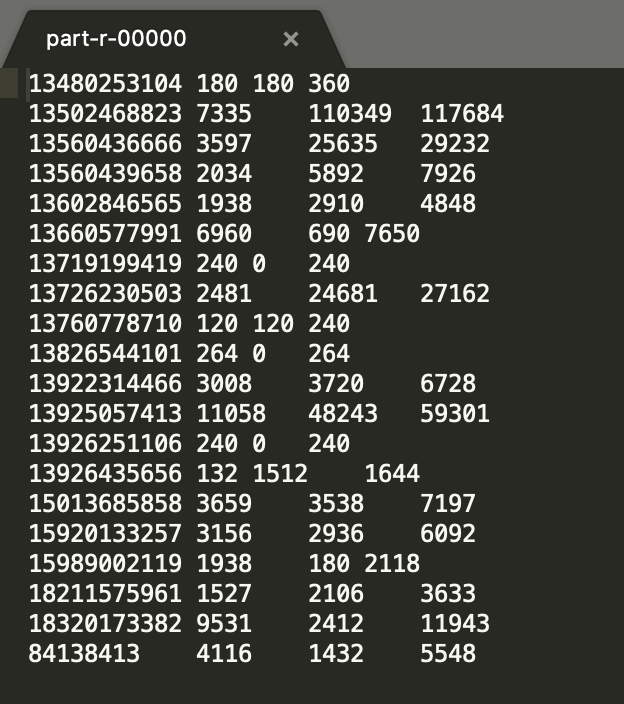 part-r-00000 ×
13480253104 180 180 360
13502468823 7335 110349 117684
13560436666 3597 25635 29232
13560439658 2034 5892 7926
13602846565 1938 2910 4848
13660577991 6960 690 7650
13719199419 240 0 240
13726230503 2481 24681 27162
13760778710 120 120 240
13826544101 264 0 264
13922314466 3008 3720 6728
13925057413 11058 48243 59301
13926251106 240 0 240
13926435656 132 1512 1644
15013685858 3659 3538 7197
15920133257 3156 2936 6092
15989002119 1938 180 2118
18211575961 1527 2106 3633
18320173382 9531 2412 11943
84138413 4116 1432 5548